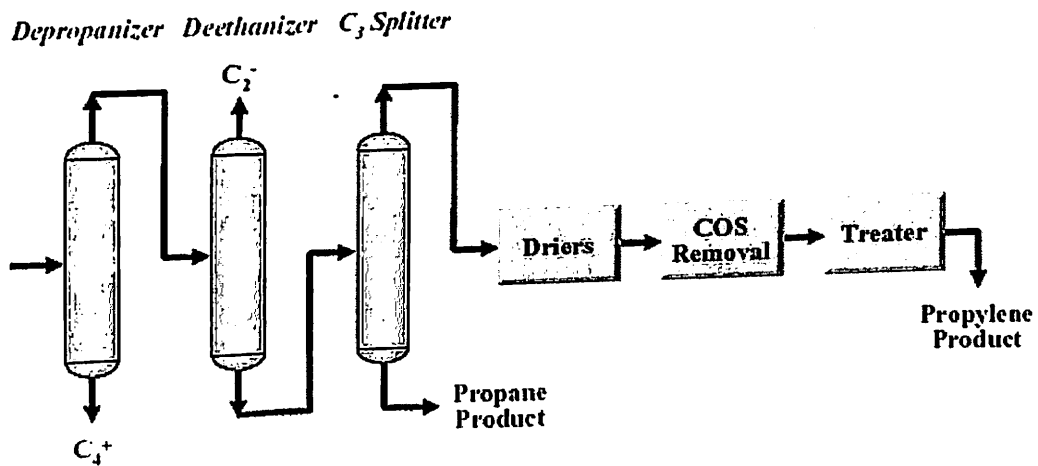 Depropanizer Deethanizer C₃ Splitter
C₂⁻
Driers
COS
Removal
Treater
Propylene
Product
Propane
Product
C₄⁺